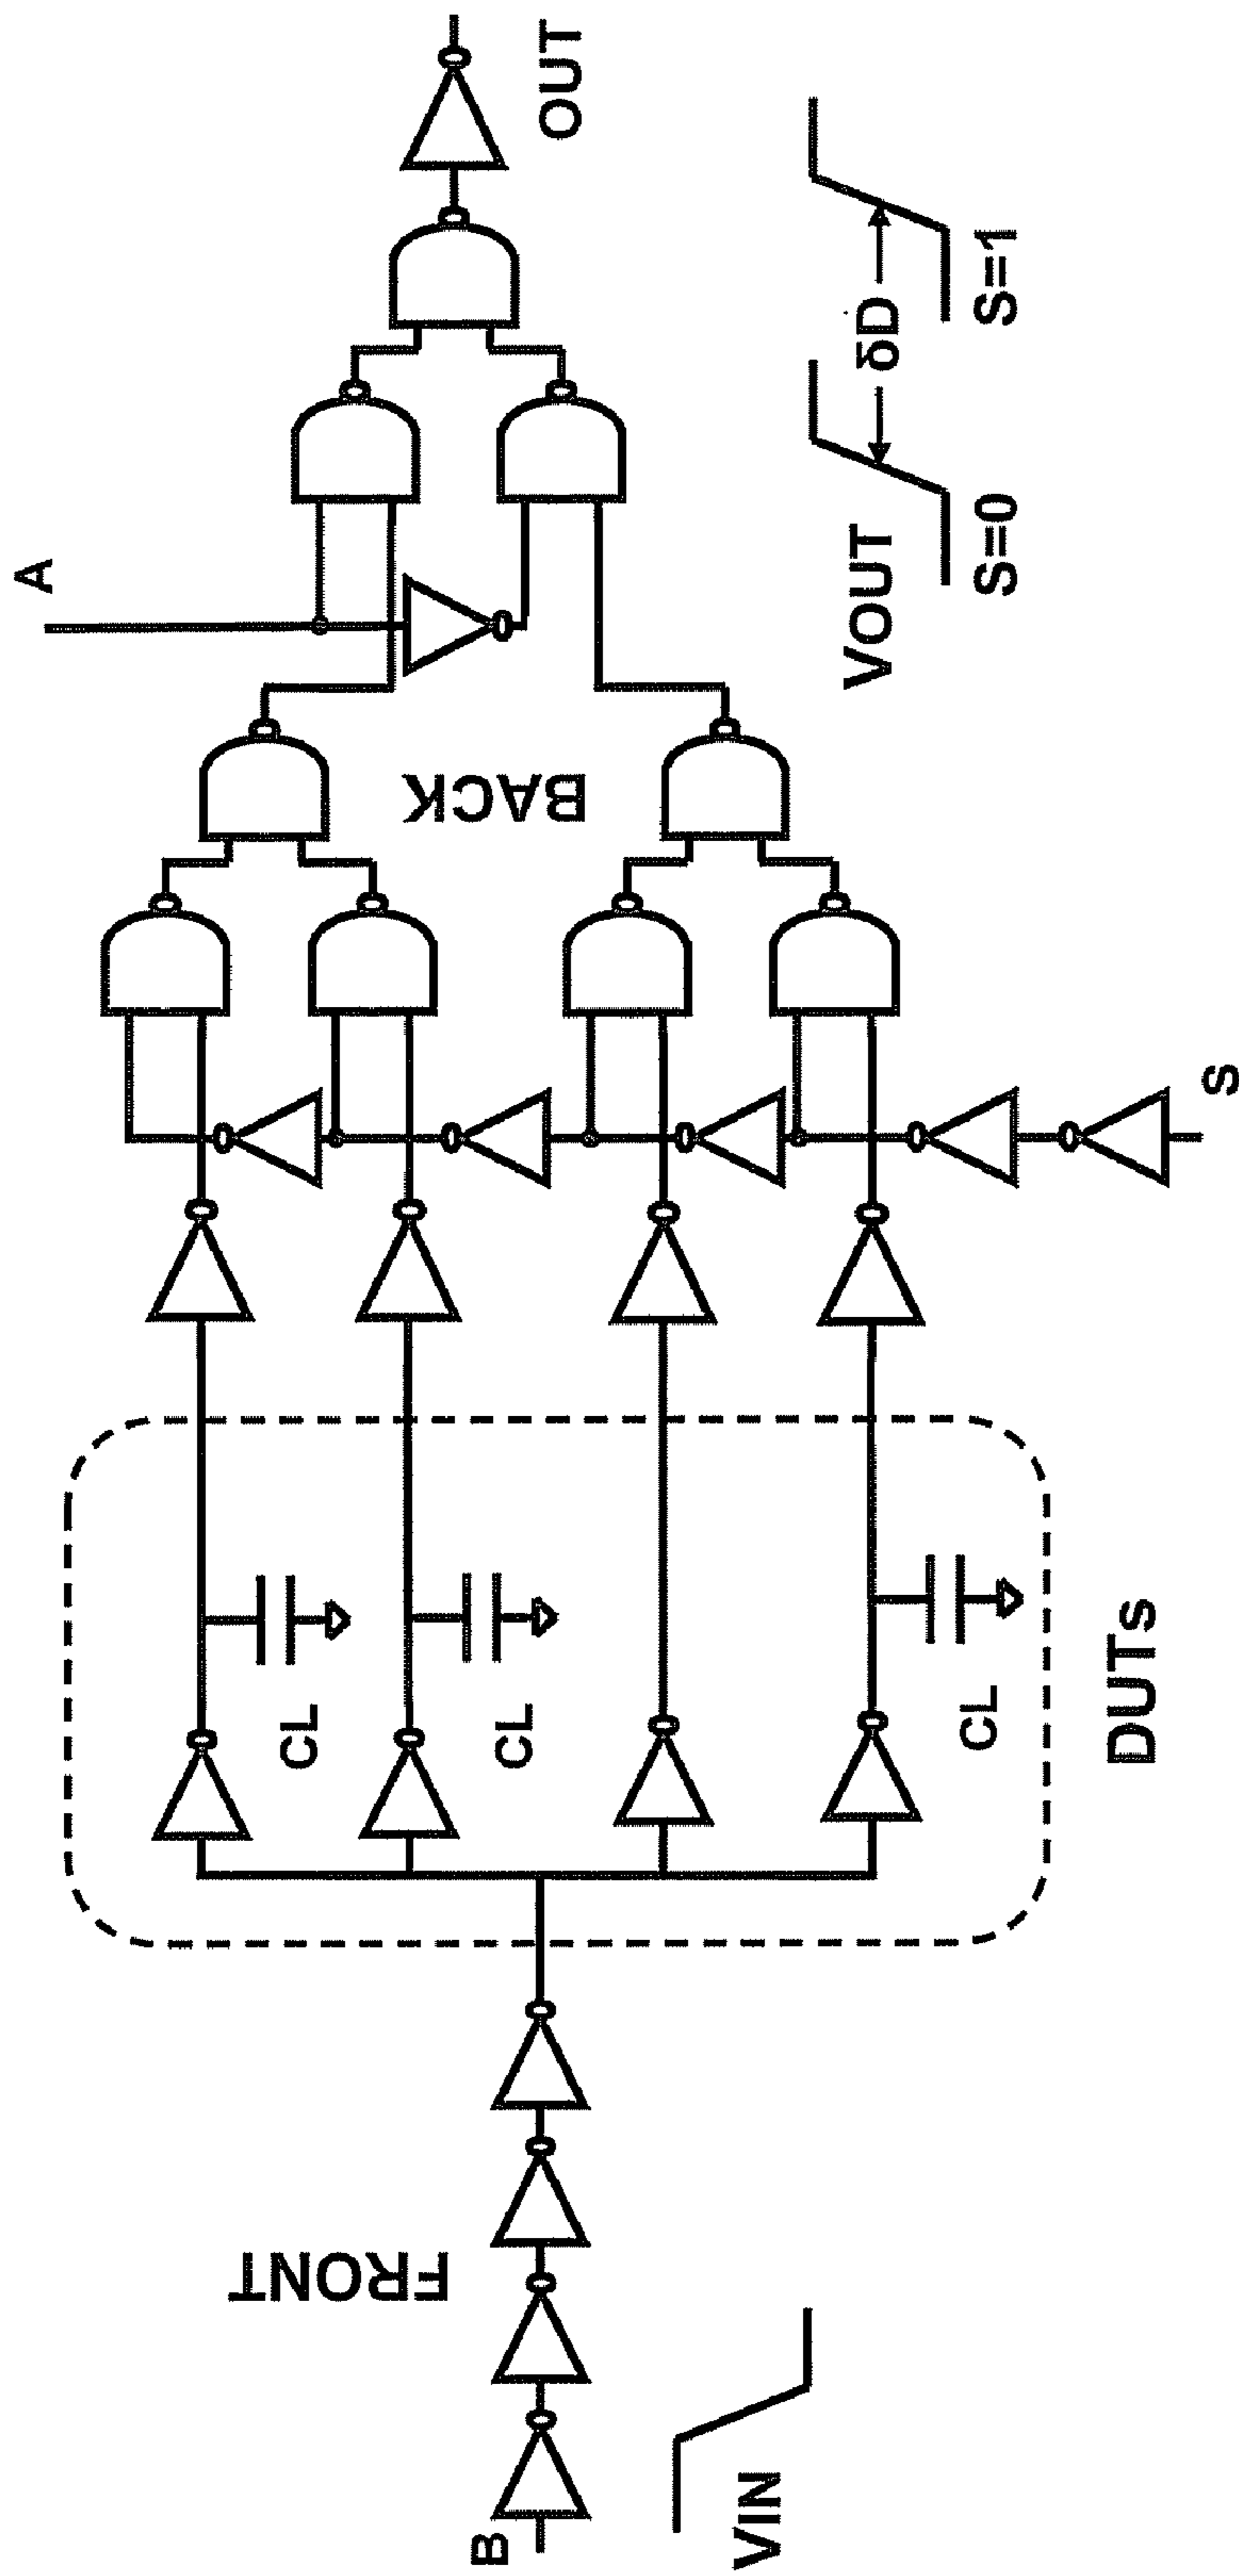 B
VIN
FRONT
DUTs
CL
CL
CL
S
BACK
A
VOUT
δD
S=0
S=1
OUT